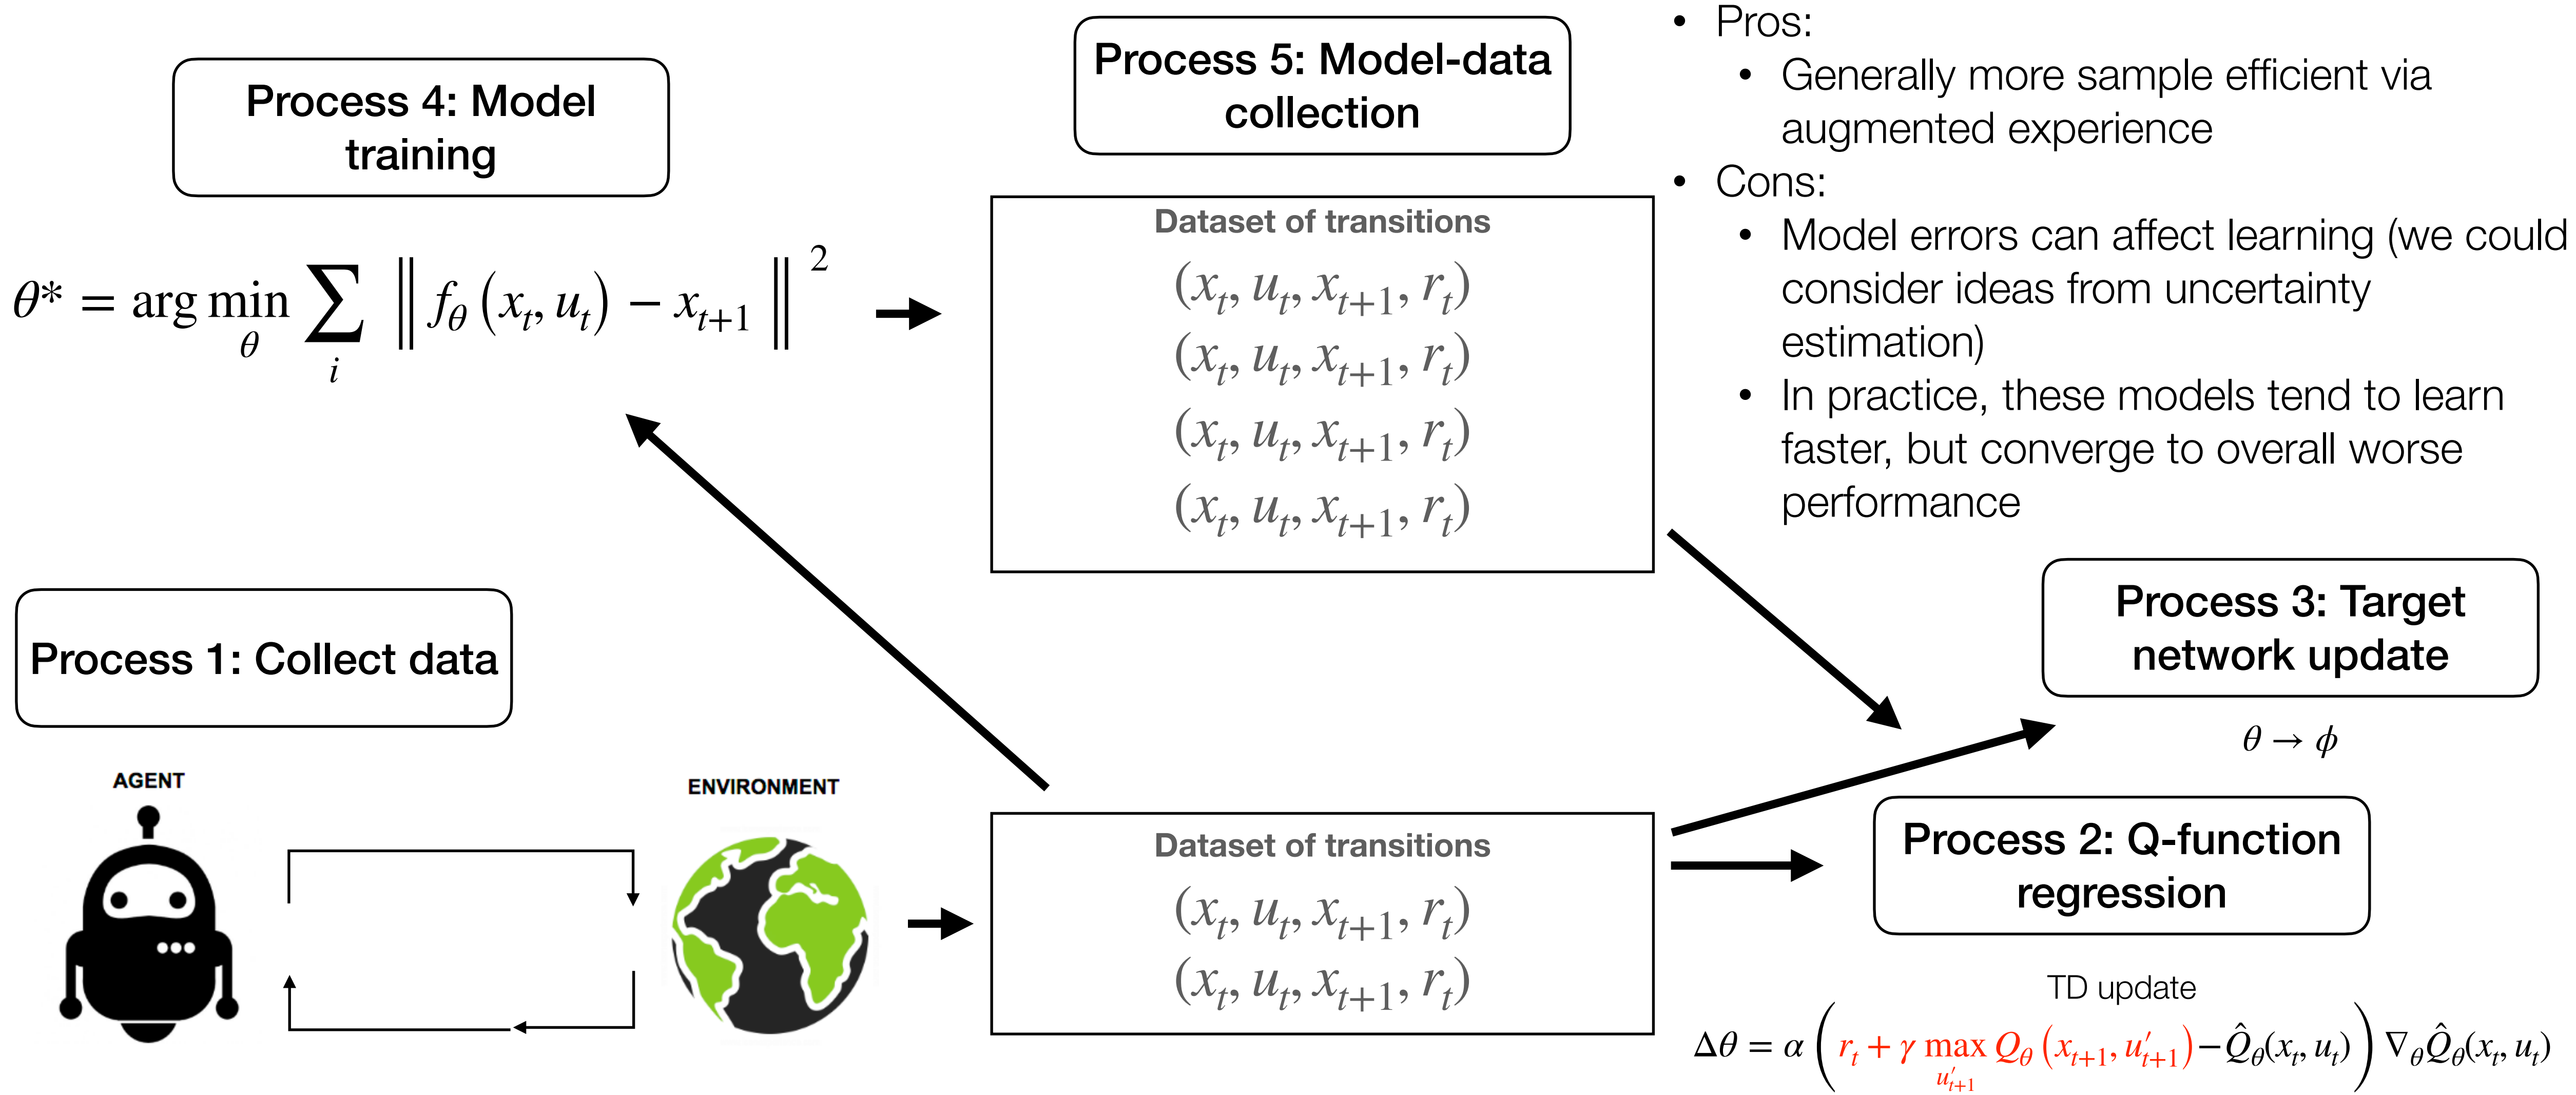 Process 4: Model
training
θ* = arg min_θ ∑_i ‖ f_θ (x_t, u_t) − x_{t+1} ‖^2
Process 5: Model-data
collection
Dataset of transitions
(x_t, u_t, x_{t+1}, r_t)
(x_t, u_t, x_{t+1}, r_t)
(x_t, u_t, x_{t+1}, r_t)
(x_t, u_t, x_{t+1}, r_t)
• Pros:
• Generally more sample efficient via
augmented experience
• Cons:
• Model errors can affect learning (we could
consider ideas from uncertainty
estimation)
• In practice, these models tend to learn
faster, but converge to overall worse
performance
Process 1: Collect data
AGENT
ENVIRONMENT
Dataset of transitions
(x_t, u_t, x_{t+1}, r_t)
(x_t, u_t, x_{t+1}, r_t)
Process 3: Target
network update
θ → ϕ
Process 2: Q-function
regression
TD update
Δθ = α ( r_t + γ max_{u′_{t+1}} Q_θ (x_{t+1}, u′_{t+1}) − Q̂_θ(x_t, u_t) ) ∇_θ Q̂_θ(x_t, u_t)